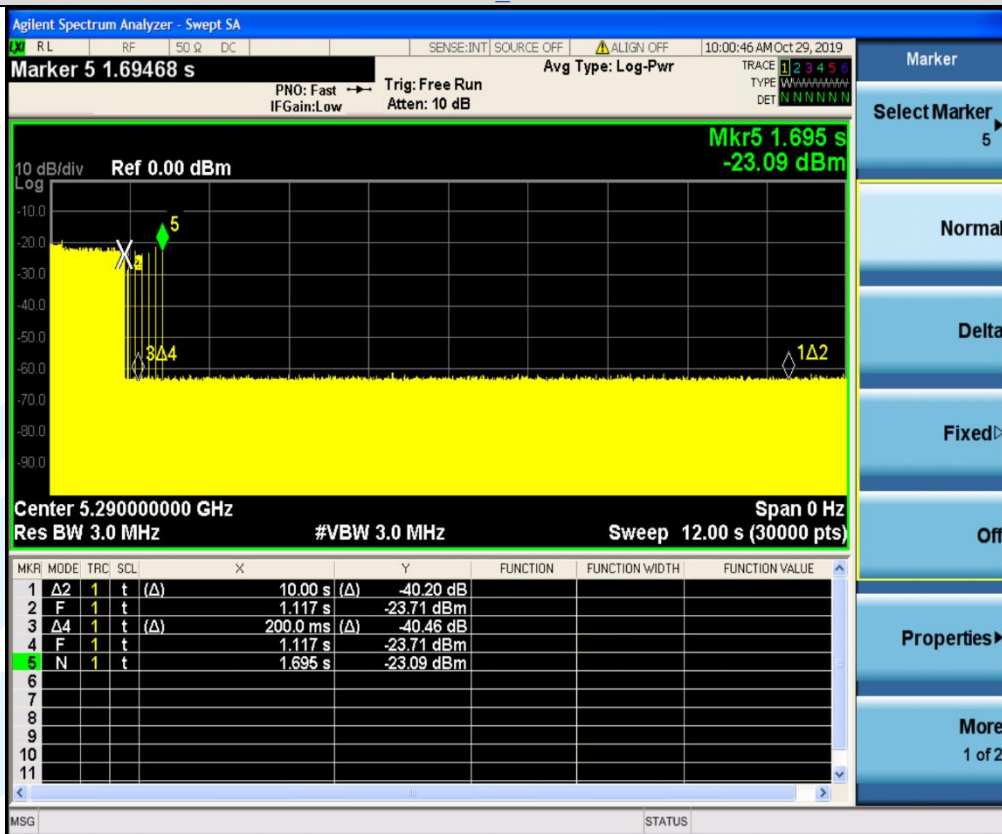 Agilent Spectrum Analyzer - Swept SA
LXI RL RF 50 Ω DC SENSE:INT SOURCE OFF ALIGN OFF 10:00:46 AM Oct 29, 2019
Marker 5 1.69468 s
PNO: Fast
IFGain:Low
Trig: Free Run
Atten: 10 dB
Avg Type: Log-Pwr
TRACE 1 2 3 4 5 6
TYPE W
DET N N N N N N
Mkr5 1.695 s
-23.09 dBm
10 dB/div Ref 0.00 dBm
Log
-10.0
-20.0
-30.0
-40.0
-50.0
-60.0
-70.0
-80.0
-90.0
5
3Δ4
1Δ2
Center 5.290000000 GHz Span 0 Hz
Res BW 3.0 MHz #VBW 3.0 MHz Sweep 12.00 s (30000 pts)
MKR MODE TRC SCL X Y FUNCTION FUNCTION WIDTH FUNCTION VALUE
1 Δ2 1 t (Δ) 10.00 s (Δ) -40.20 dB
2 F 1 t 1.117 s -23.71 dBm
3 Δ4 1 t (Δ) 200.0 ms (Δ) -40.46 dB
4 F 1 t 1.117 s -23.71 dBm
5 N 1 t 1.695 s -23.09 dBm
6
7
8
9
10
11
MSG STATUS
Marker
Select Marker
5
Normal
Delta
Fixed
Off
Properties
More
1 of 2